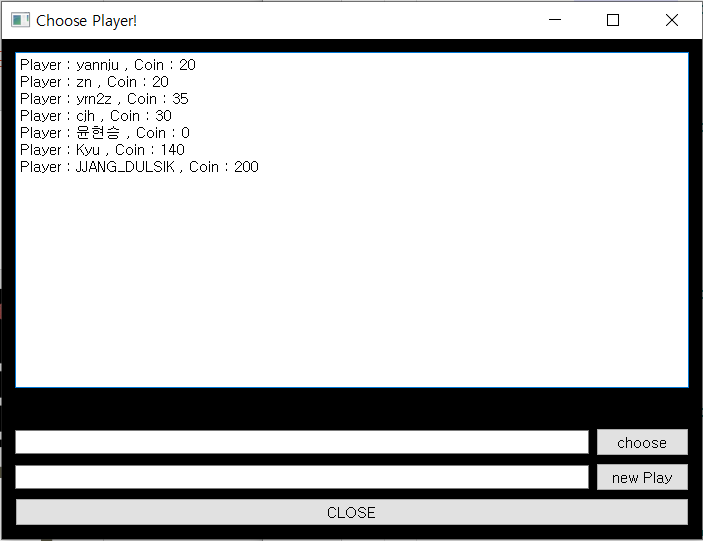 Choose Player!
Player : yannju , Coin : 20
Player : zn , Coin : 20
Player : yrn2z , Coin : 35
Player : cjh , Coin : 30
Player : 윤현승 , Coin : 0
Player : Kyu , Coin : 140
Player : JJANG_DULSIK , Coin : 200
choose
new Play
CLOSE